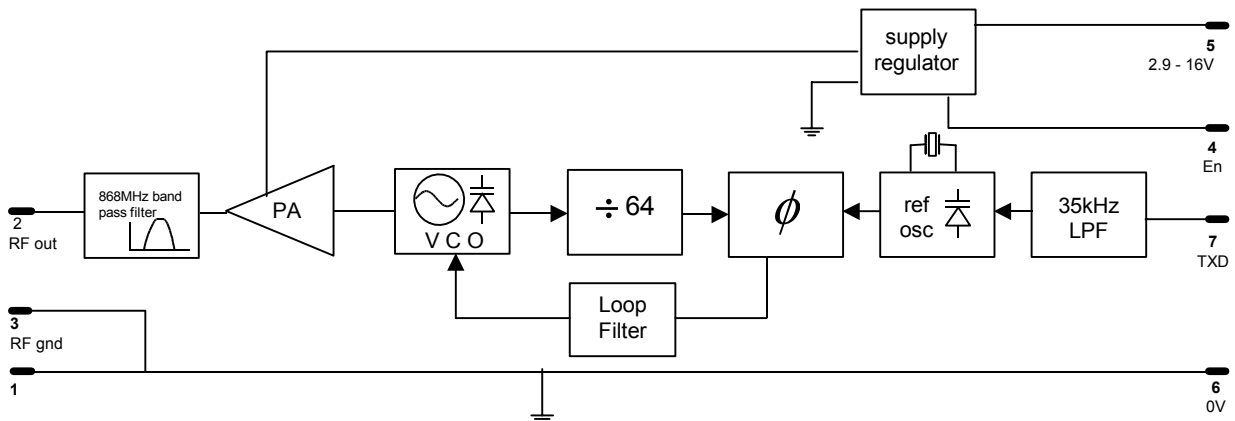 supply
regulator
5
2.9 - 16V
4
En
868MHz band
pass filter
PA
V C O
÷ 64
ϕ
ref
osc
35kHz
LPF
2
RF out
7
TXD
Loop
Filter
3
RF gnd
1
6
0V